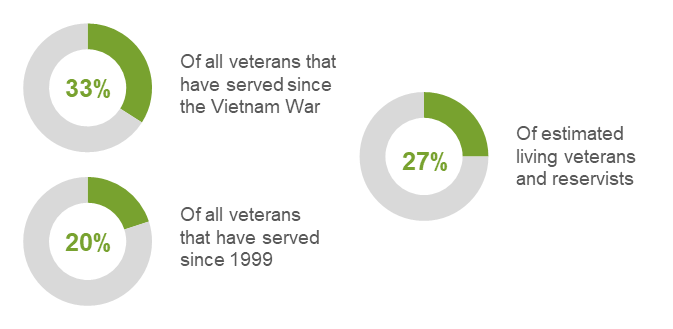 33%
Of all veterans that
have served since
the Vietnam War
20%
Of all veterans
that have served
since 1999
27%
Of estimated
living veterans
and reservists